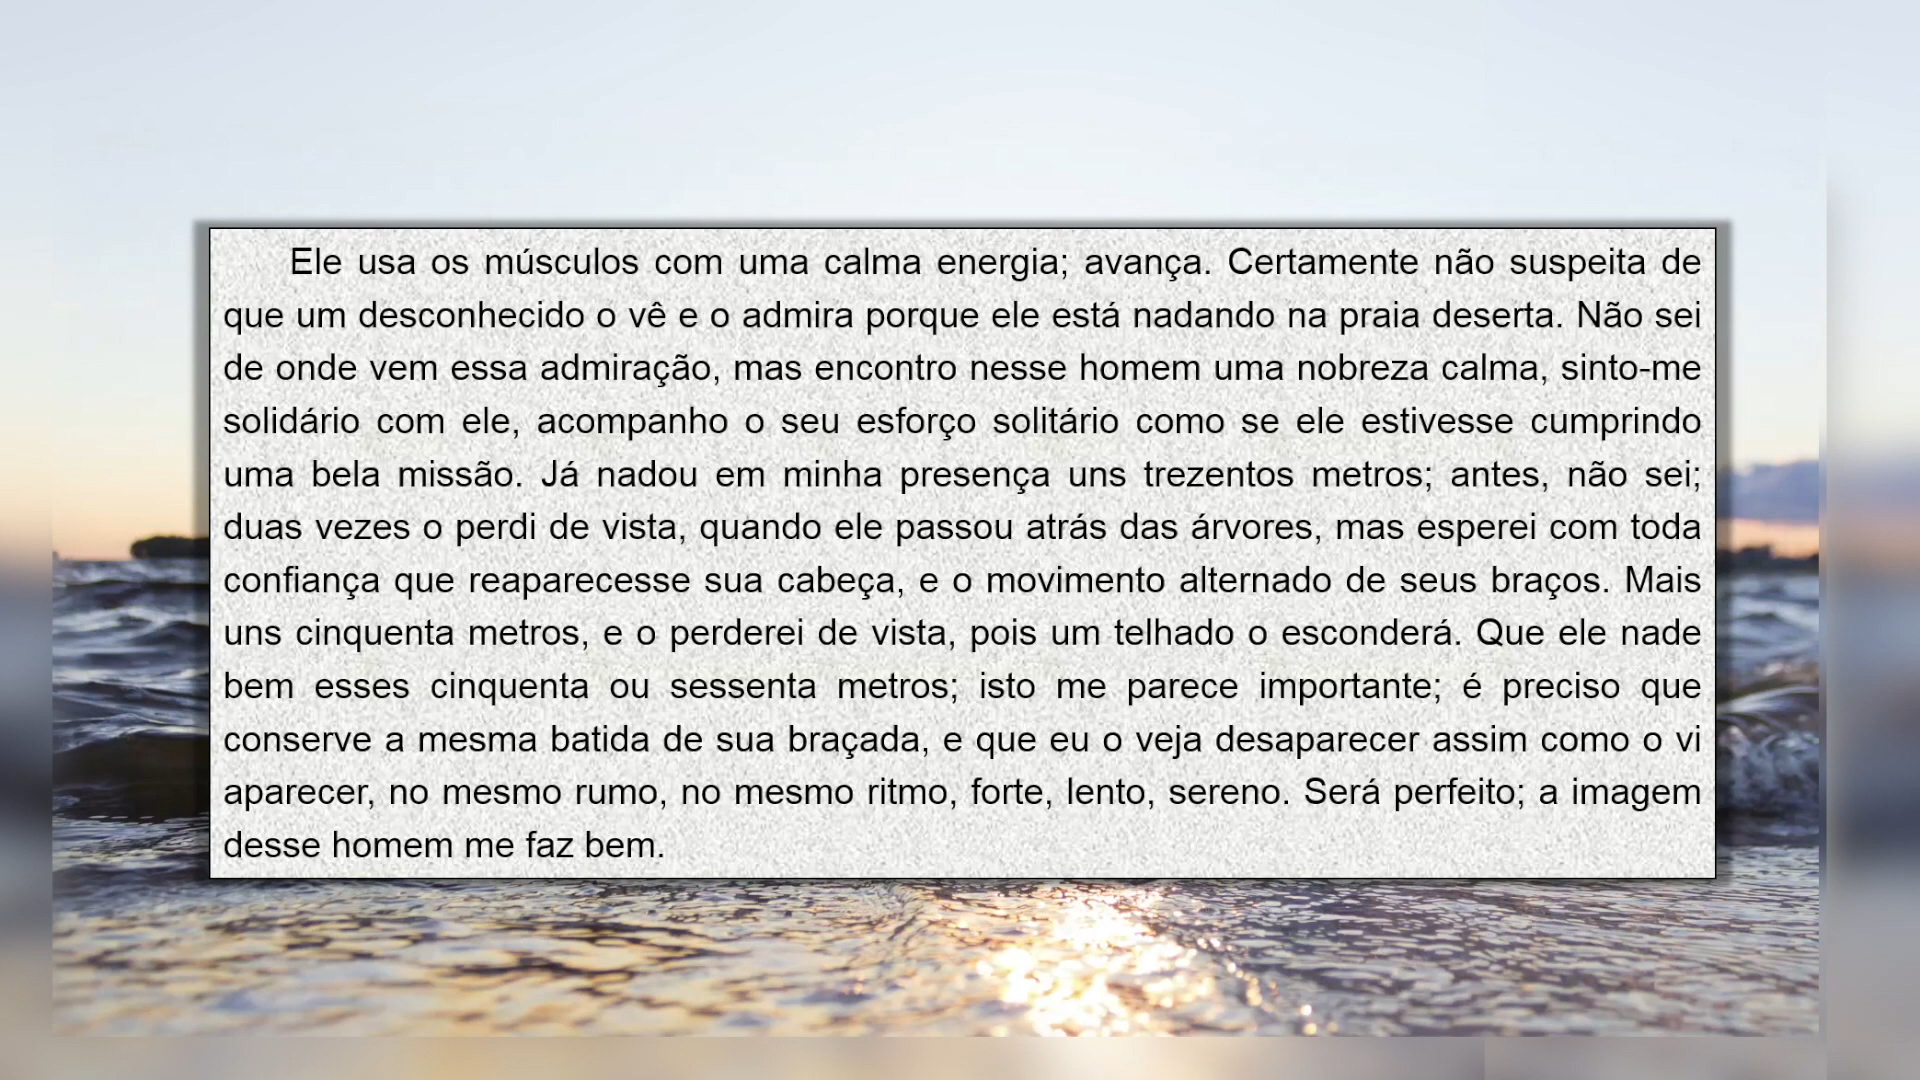 Ele usa os músculos com uma calma energia; avança. Certamente não suspeita de
que um desconhecido o vê e o admira porque ele está nadando na praia deserta. Não sei
de onde vem essa admiração, mas encontro nesse homem uma nobreza calma, sinto-me
solidário com ele, acompanho o seu esforço solitário como se ele estivesse cumprindo
uma bela missão. Já nadou em minha presença uns trezentos metros; antes, não sei;
duas vezes o perdi de vista, quando ele passou atrás das árvores, mas esperei com toda
confiança que reaparecesse sua cabeça, e o movimento alternado de seus braços. Mais
uns cinquenta metros, e o perderei de vista, pois um telhado o esconderá. Que ele nade
bem esses cinquenta ou sessenta metros; isto me parece importante; é preciso que
conserve a mesma batida de sua braçada, e que eu o veja desaparecer assim como o vi
aparecer, no mesmo rumo, no mesmo ritmo, forte, lento, sereno. Será perfeito; a imagem
desse homem me faz bem.